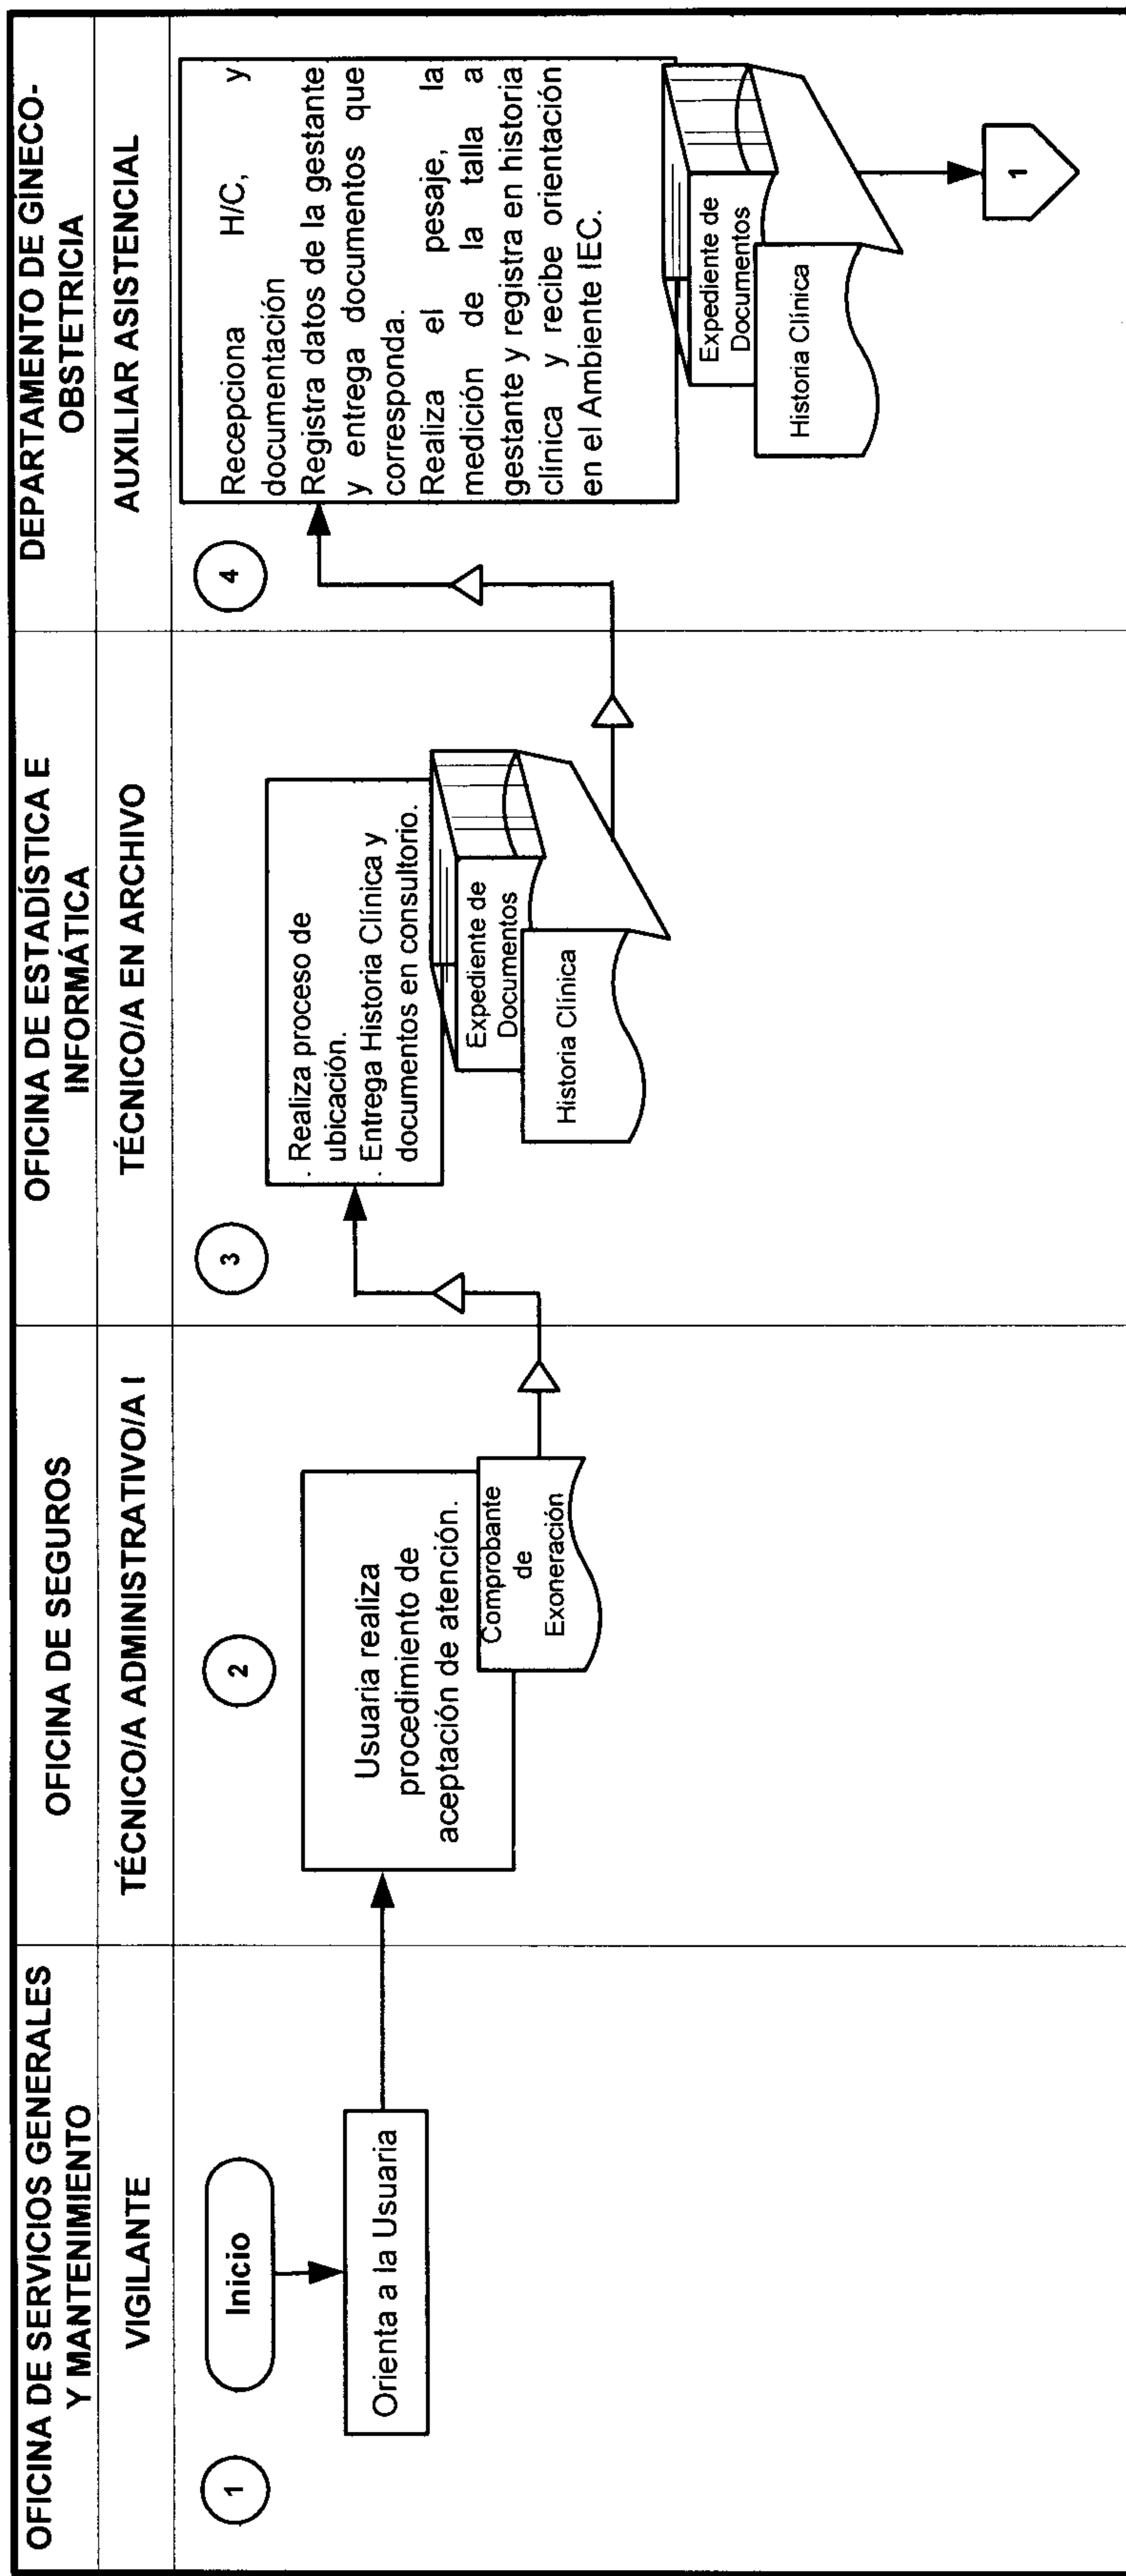 OFICINA DE SERVICIOS GENERALES
Y MANTENIMIENTO
OFICINA DE SEGUROS
OFICINA DE ESTADÍSTICA E
INFORMÁTICA
DEPARTAMENTO DE GINECO-
OBSTETRICIA
VIGILANTE
TÉCNICO/A ADMINISTRATIVO/A I
TÉCNICO/A EN ARCHIVO
AUXILIAR ASISTENCIAL
1
Inicio
Orienta a la Usuaria
2
Usuaria realiza
procedimiento de
aceptación de atención.
Comprobante
de
Exoneración
3
. Realiza proceso de
ubicación.
. Entrega Historia Clínica y
documentos en consultorio.
Expediente de
Documentos
Historia Clínica
4
Recepciona H/C, y
documentación
Registra datos de la gestante
y entrega documentos que
corresponda.
Realiza el pesaje, la
medición de la talla a
gestante y registra en historia
clínica y recibe orientación
en el Ambiente IEC.
Expediente de
Documentos
Historia Clínica
1